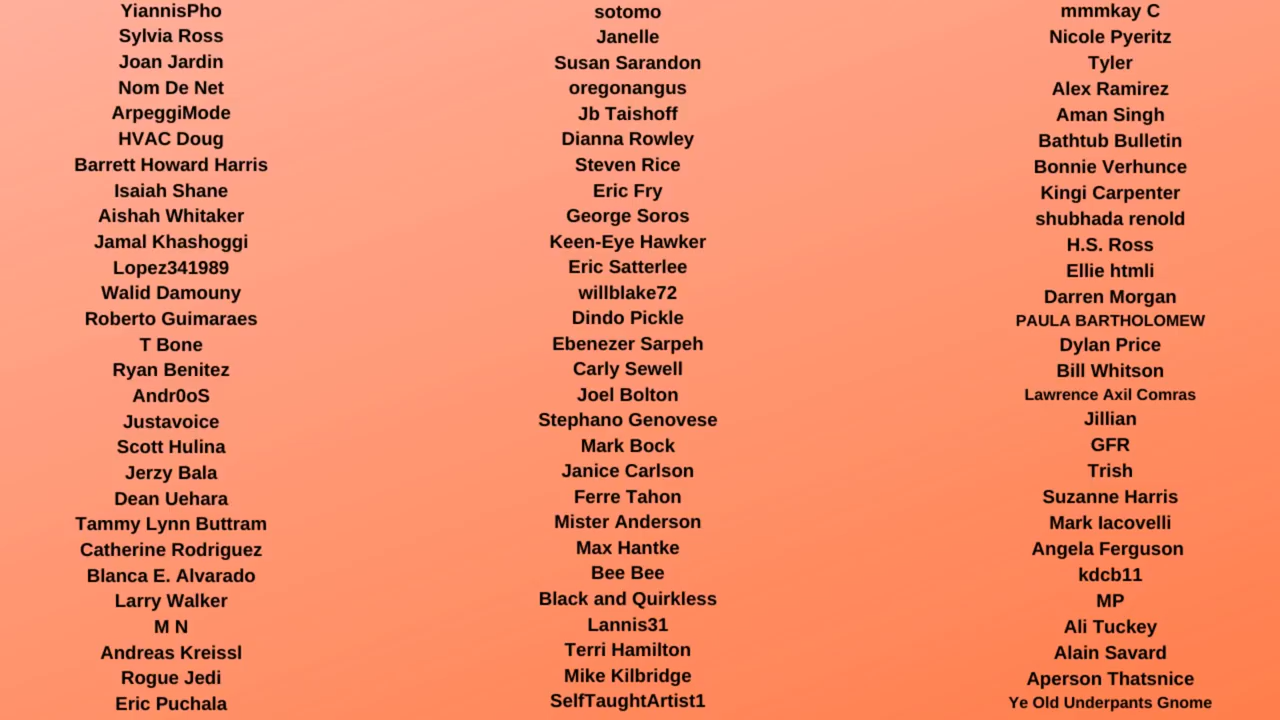 YiannisPho
Sylvia Ross
Joan Jardin
Nom De Net
ArpeggiMode
HVAC Doug
Barrett Howard Harris
Isaiah Shane
Aishah Whitaker
Jamal Khashoggi
Lopez341989
Walid Damouny
Roberto Guimaraes
T Bone
Ryan Benitez
Andr0oS
Justavoice
Scott Hulina
Jerzy Bala
Dean Uehara
Tammy Lynn Buttram
Catherine Rodriguez
Blanca E. Alvarado
Larry Walker
M N
Andreas Kreissl
Rogue Jedi
Eric Puchala
sotomo
Janelle
Susan Sarandon
oregonangus
Jb Taishoff
Dianna Rowley
Steven Rice
Eric Fry
George Soros
Keen-Eye Hawker
Eric Satterlee
willblake72
Dindo Pickle
Ebenezer Sarpeh
Carly Sewell
Joel Bolton
Stephano Genovese
Mark Bock
Janice Carlson
Ferre Tahon
Mister Anderson
Max Hantke
Bee Bee
Black and Quirkless
Lannis31
Terri Hamilton
Mike Kilbridge
SelfTaughtArtist1
mmmkay C
Nicole Pyeritz
Tyler
Alex Ramirez
Aman Singh
Bathtub Bulletin
Bonnie Verhunce
Kingi Carpenter
shubhada renold
H.S. Ross
Ellie htmli
Darren Morgan
PAULA BARTHOLOMEW
Dylan Price
Bill Whitson
Lawrence Axil Comras
Jillian
GFR
Trish
Suzanne Harris
Mark Iacovelli
Angela Ferguson
kdcb11
MP
Ali Tuckey
Alain Savard
Aperson Thatsnice
Ye Old Underpants Gnome